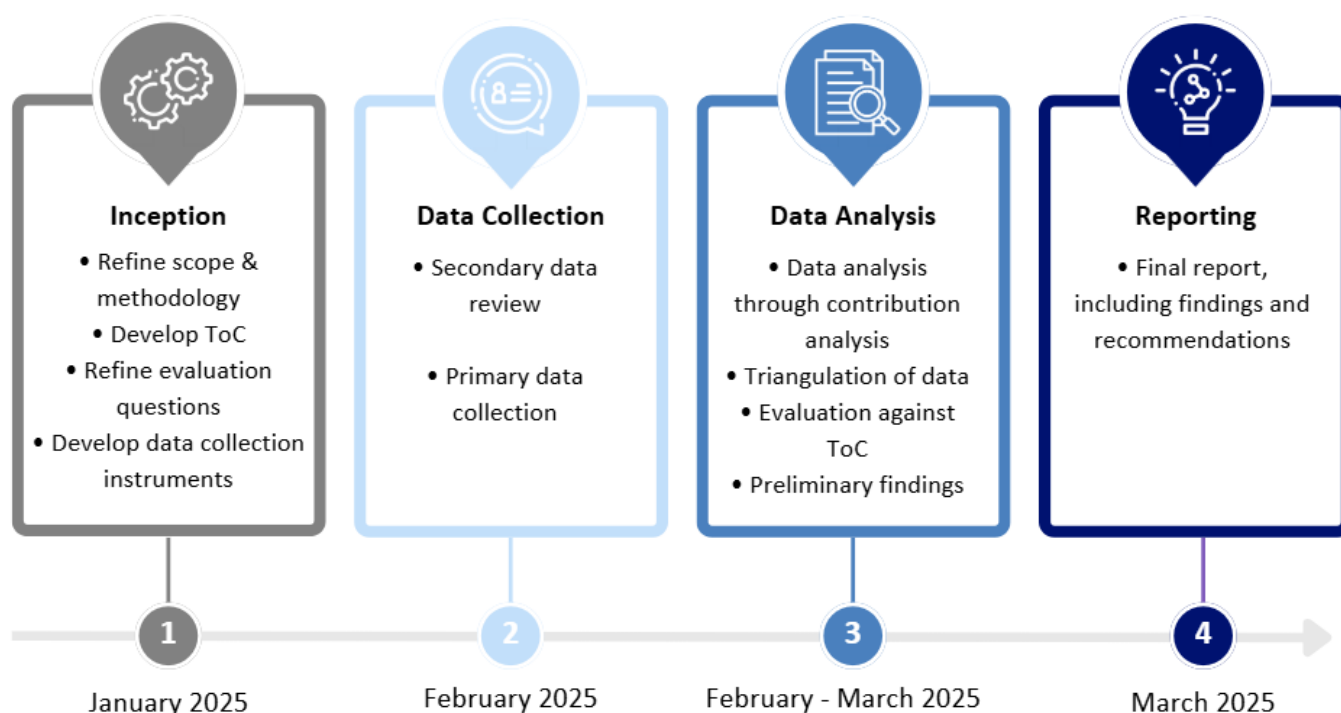 Inception
• Refine scope &
methodology
• Develop ToC
• Refine evaluation
questions
• Develop data collection
instruments
Data Collection
• Secondary data
review
• Primary data
collection
Data Analysis
• Data analysis
through contribution
analysis
• Triangulation of data
• Evaluation against
ToC
• Preliminary findings
Reporting
• Final report,
including findings and
recommendations
1
2
3
4
January 2025
February 2025
February - March 2025
March 2025